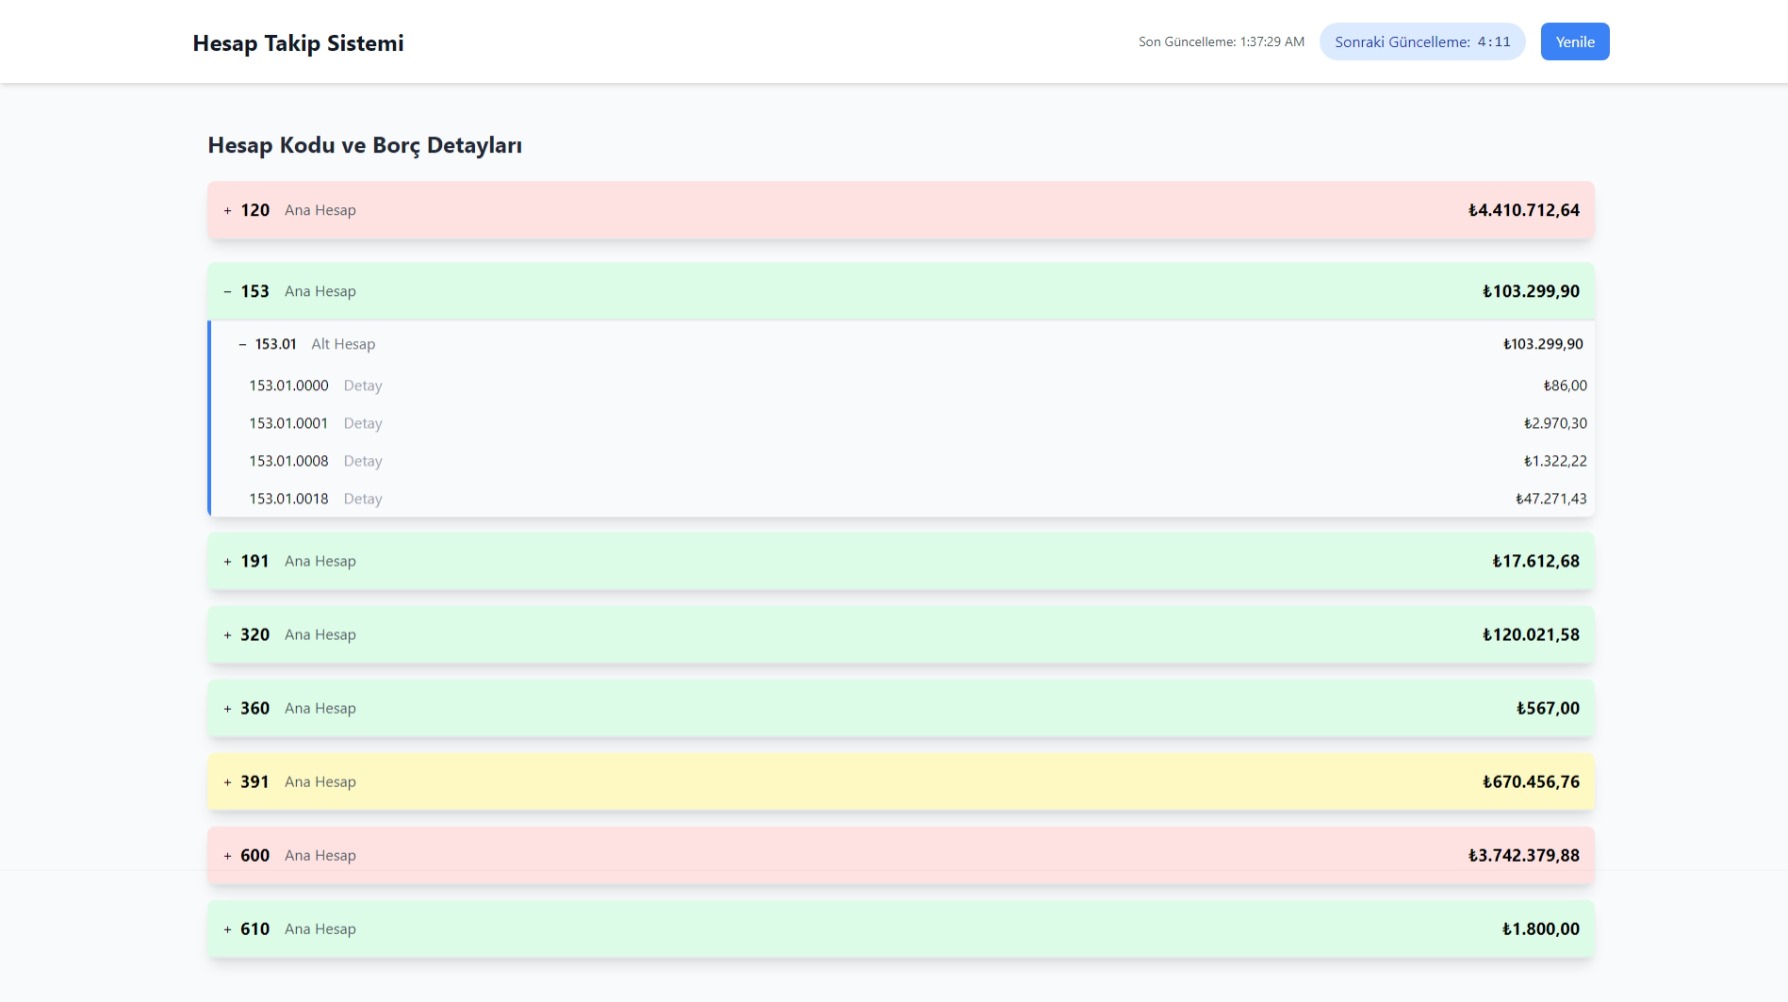 Hesap Takip Sistemi
Son Güncelleme: 1:37:29 AM
Sonraki Güncelleme: 4:11
Yenile
Hesap Kodu ve Borç Detayları
+ 120 Ana Hesap ₺4.410.712,64
− 153 Ana Hesap ₺103.299,90
− 153.01 Alt Hesap ₺103.299,90
153.01.0000 Detay ₺86,00
153.01.0001 Detay ₺2.970,30
153.01.0008 Detay ₺1.322,22
153.01.0018 Detay ₺47.271,43
+ 191 Ana Hesap ₺17.612,68
+ 320 Ana Hesap ₺120.021,58
+ 360 Ana Hesap ₺567,00
+ 391 Ana Hesap ₺670.456,76
+ 600 Ana Hesap ₺3.742.379,88
+ 610 Ana Hesap ₺1.800,00